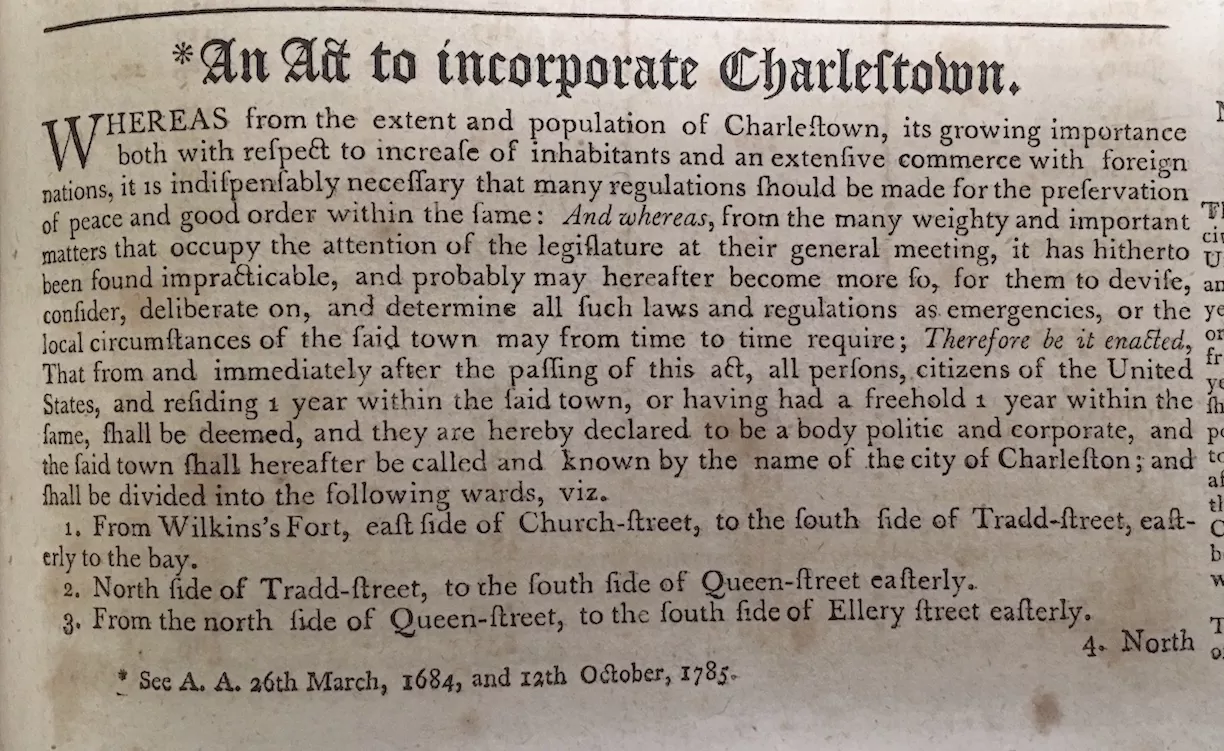 *An Act to incorporate Charleſtown.
WHEREAS from the extent and population of Charleſtown, its growing importance
both with reſpect to increaſe of inhabitants and an extenſive commerce with foreign
nations, it is indiſpenſably neceſſary that many regulations ſhould be made for the preſervation
of peace and good order within the ſame: And whereas, from the many weighty and important
matters that occupy the attention of the legiſlature at their general meeting, it has hitherto
been found impracticable, and probably may hereafter become more ſo, for them to deviſe,
conſider, deliberate on, and determine all ſuch laws and regulations as emergencies, or the
local circumſtances of the ſaid town may from time to time require; Therefore be it enacted,
That from and immediately after the paſſing of this act, all perſons, citizens of the United
States, and reſiding 1 year within the ſaid town, or having had a freehold 1 year within the
ſame, ſhall be deemed, and they are hereby declared to be a body politic and corporate, and
the ſaid town ſhall hereafter be called and known by the name of the city of Charleſton; and
ſhall be divided into the following wards, viz.
1. From Wilkins's Fort, eaſt ſide of Church-ſtreet, to the ſouth ſide of Tradd-ſtreet, eaſt-
erly to the bay.
2. North ſide of Tradd-ſtreet, to the ſouth ſide of Queen-ſtreet eaſterly.
3. From the north ſide of Queen-ſtreet, to the ſouth ſide of Ellery ſtreet eaſterly.
4. North
* See A. A. 26th March, 1684, and 12th October, 1785.